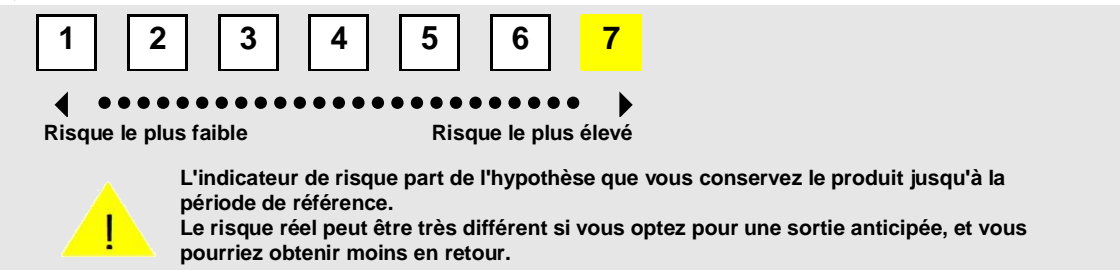 1 2 3 4 5 6 7
Risque le plus faible Risque le plus élevé
L'indicateur de risque part de l'hypothèse que vous conservez le produit jusqu'à la
période de référence.
Le risque réel peut être très différent si vous optez pour une sortie anticipée, et vous
pourriez obtenir moins en retour.
!